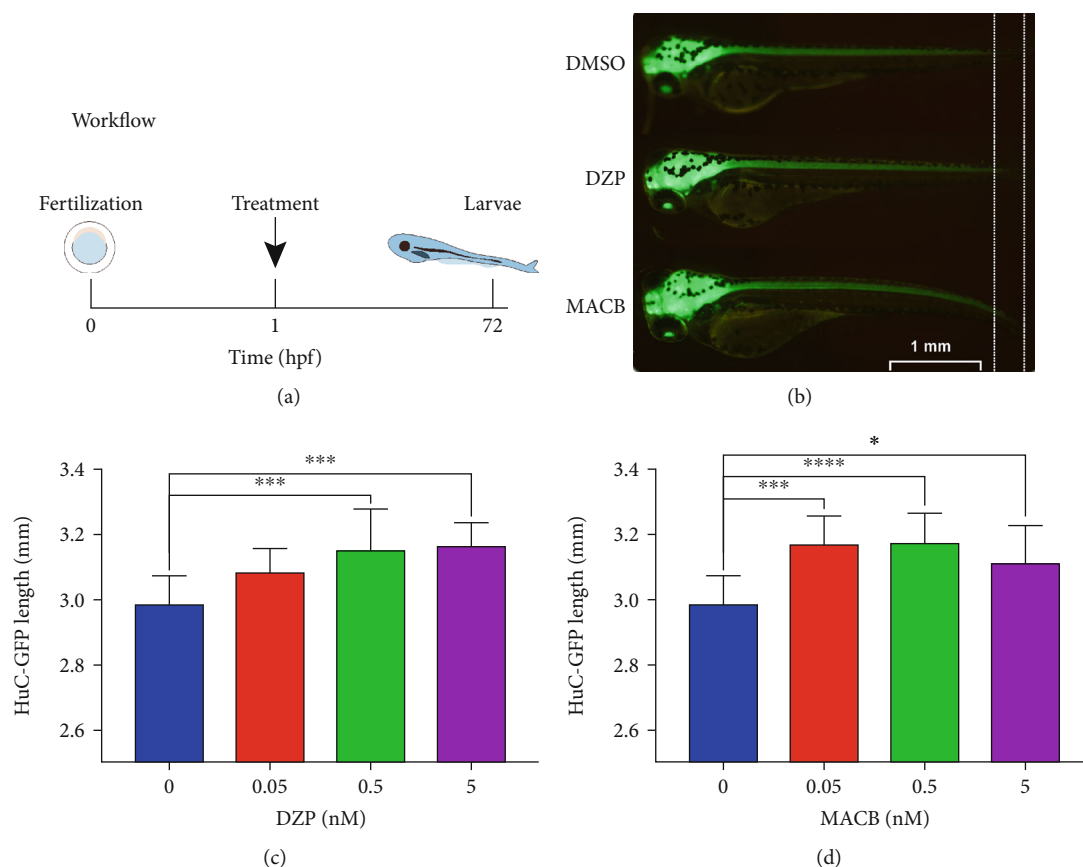 Workflow
Fertilization
Treatment
Larvae
0
1
72
Time (hpf)
(a)
DMSO
DZP
MACB
1 mm
(b)
HuC-GFP length (mm)
3.4
3.2
3.0
2.8
2.6
***
***
0
0.05
0.5
5
DZP (nM)
(c)
HuC-GFP length (mm)
3.4
3.2
3.0
2.8
2.6
*
****
***
0
0.05
0.5
5
MACB (nM)
(d)